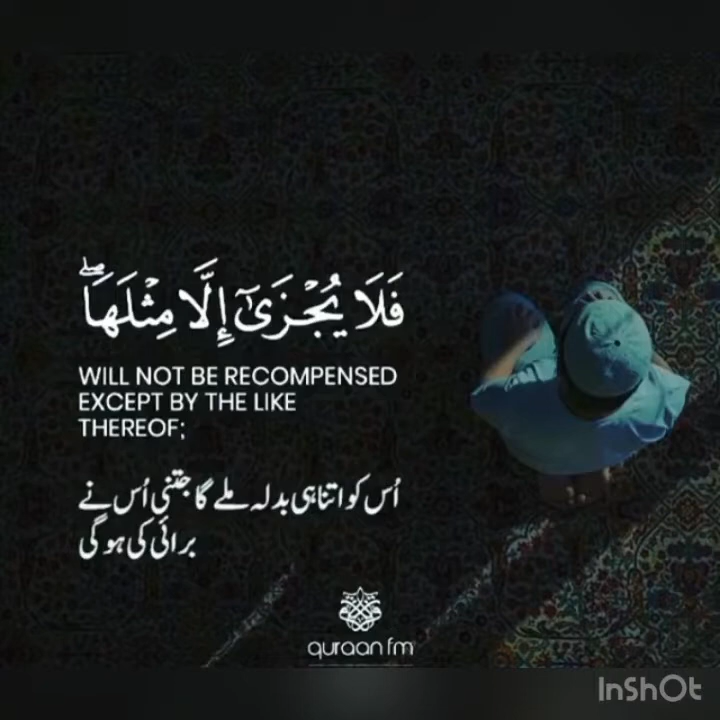 فَلَا يُجْزَىٰٓ إِلَّا مِثْلَهَا ۖ
WILL NOT BE RECOMPENSED
EXCEPT BY THE LIKE
THEREOF;
اُس کو اتنا ہی بدلہ ملے گا جتنی اُس نے
برائی کی ہو گی
quraan fm
InShOt